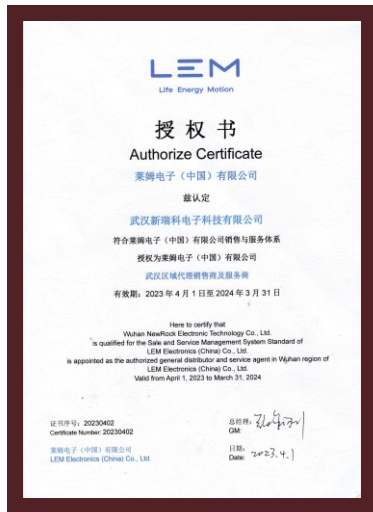 LEM
Life Energy Motion
授权书
Authorize Certificate
莱姆电子（中国）有限公司
兹认定
武汉新瑞科电子科技有限公司
符合莱姆电子（中国）有限公司销售与服务体系
授权为莱姆电子（中国）有限公司
武汉区域代理销售商及服务商
有效期：2023 年 4 月 1 日至 2024 年 3 月 31 日
Here to certify that
Wuhan NewRock Electronic Technology Co., Ltd.
is qualified for the Sale and Service Management System Standard of
LEM Electronics (China) Co., Ltd.
is appointed as the authorized general distributor and service agent in Wuhan region of
LEM Electronics (China) Co., Ltd.
Valid from April 1, 2023 to March 31, 2024
证书序号：20230402
Certificate Number: 20230402
莱姆电子（中国）有限公司
LEM Electronics (China) Co., Ltd.
总经理：
GM:
日期：
Date: 2023.4.1